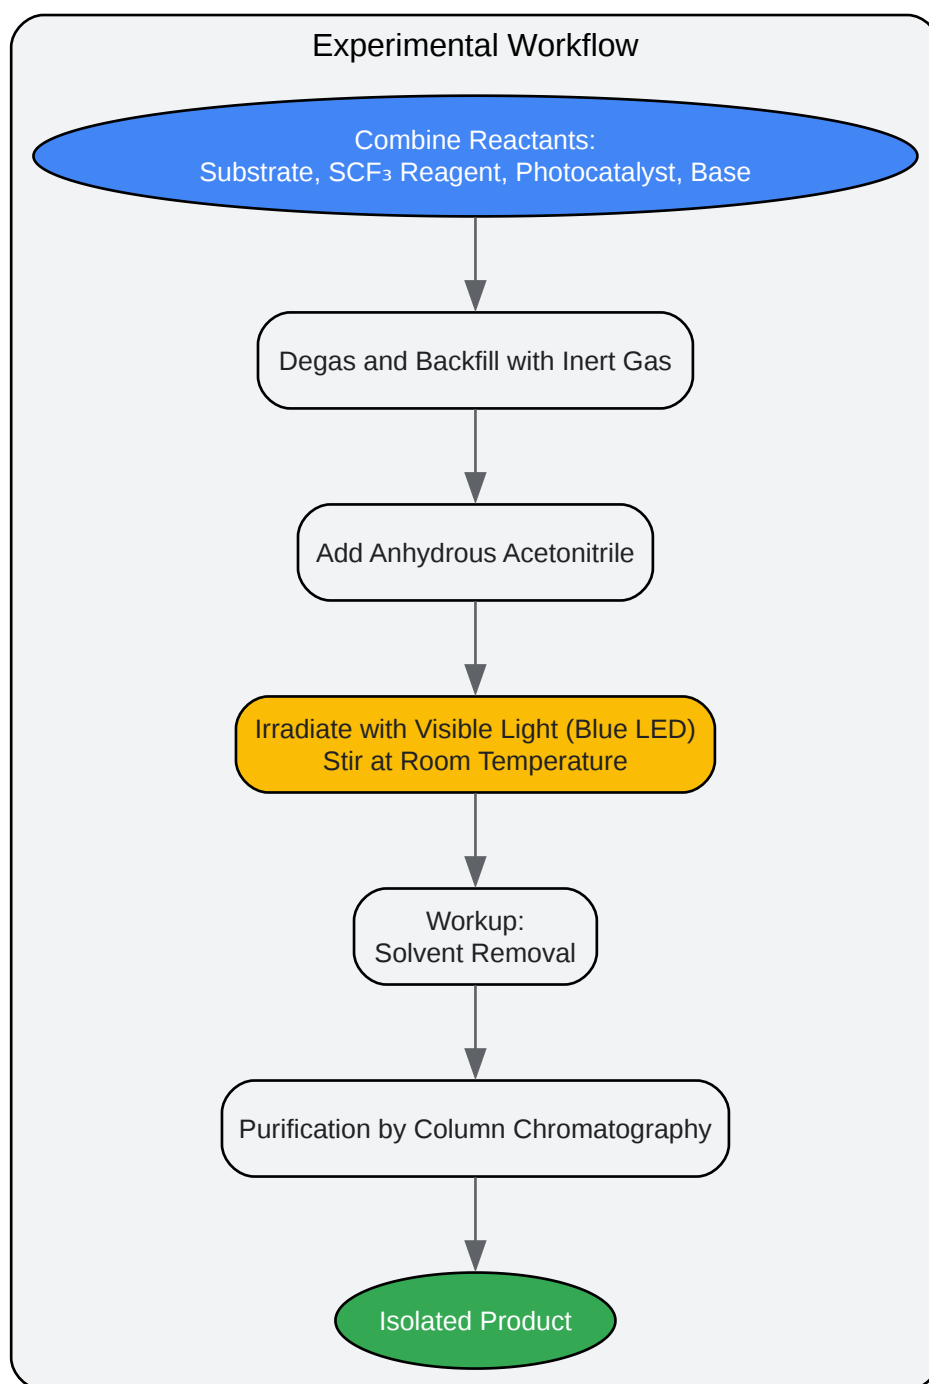 Experimental Workflow
Combine Reactants:
Substrate, SCF₃ Reagent, Photocatalyst, Base
Degas and Backfill with Inert Gas
Add Anhydrous Acetonitrile
Irradiate with Visible Light (Blue LED)
Stir at Room Temperature
Workup:
Solvent Removal
Purification by Column Chromatography
Isolated Product